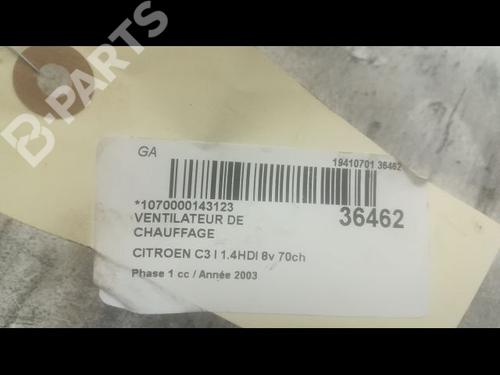 B-PARTS
GA
19410701 36462
*1070000143123
36462
VENTILATEUR DE
CHAUFFAGE
CITROEN C3 I 1.4HDI 8v 70ch
Phase 1 cc / Année 2003